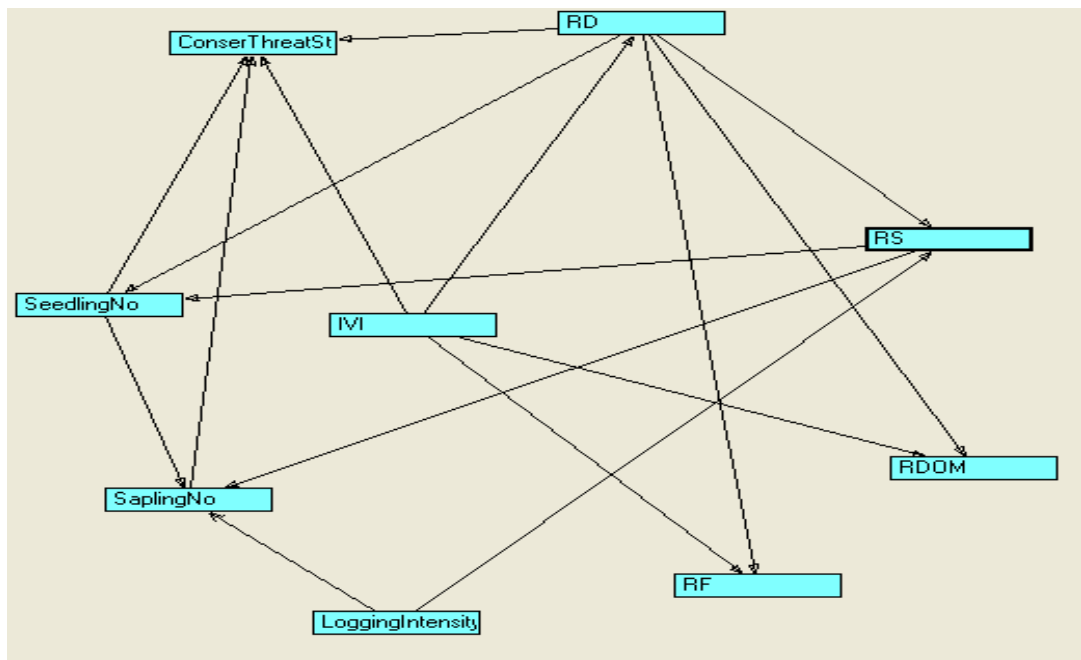 RD
ConserThreatSt
RS
SeedlingNo
IVI
RDOM
SaplingNo
RF
LoggingIntensity